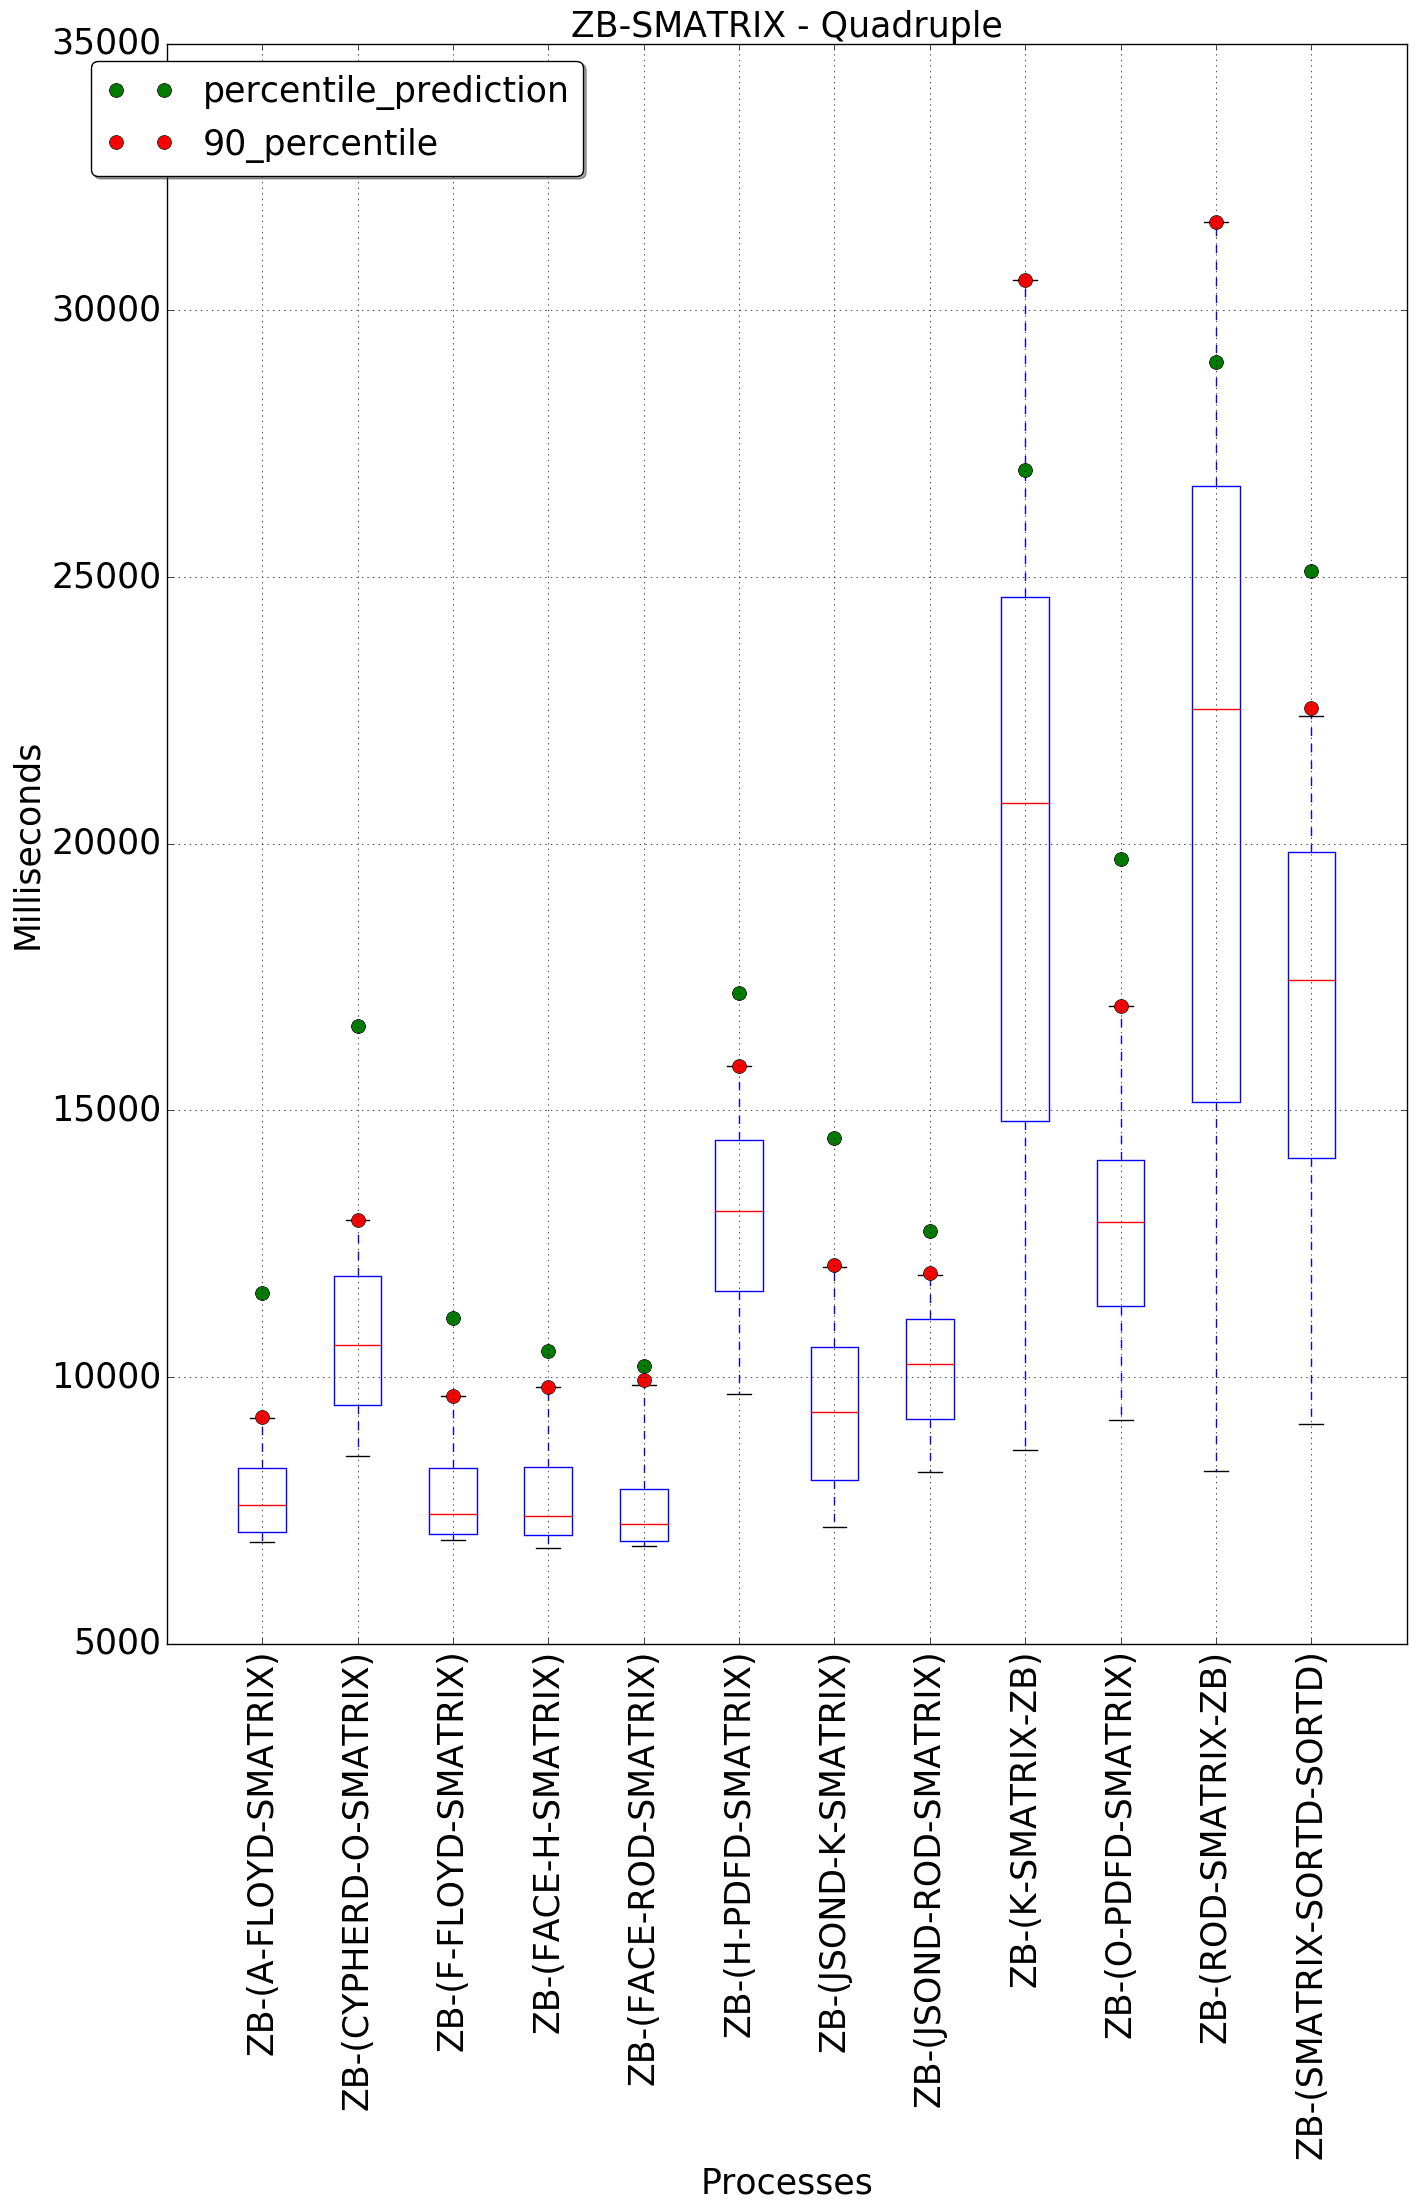 ZB-SMATRIX - Quadruple
percentile_prediction
90_percentile
35000
30000
25000
20000
15000
10000
5000
Milliseconds
ZB-(A-FLOYD-SMATRIX)
ZB-(CYPHERD-O-SMATRIX)
ZB-(F-FLOYD-SMATRIX)
ZB-(FACE-H-SMATRIX)
ZB-(FACE-ROD-SMATRIX)
ZB-(H-PDFD-SMATRIX)
ZB-(JSOND-K-SMATRIX)
ZB-(JSOND-ROD-SMATRIX)
ZB-(K-SMATRIX-ZB)
ZB-(O-PDFD-SMATRIX)
ZB-(ROD-SMATRIX-ZB)
ZB-(SMATRIX-SORTD-SORTD)
Processes